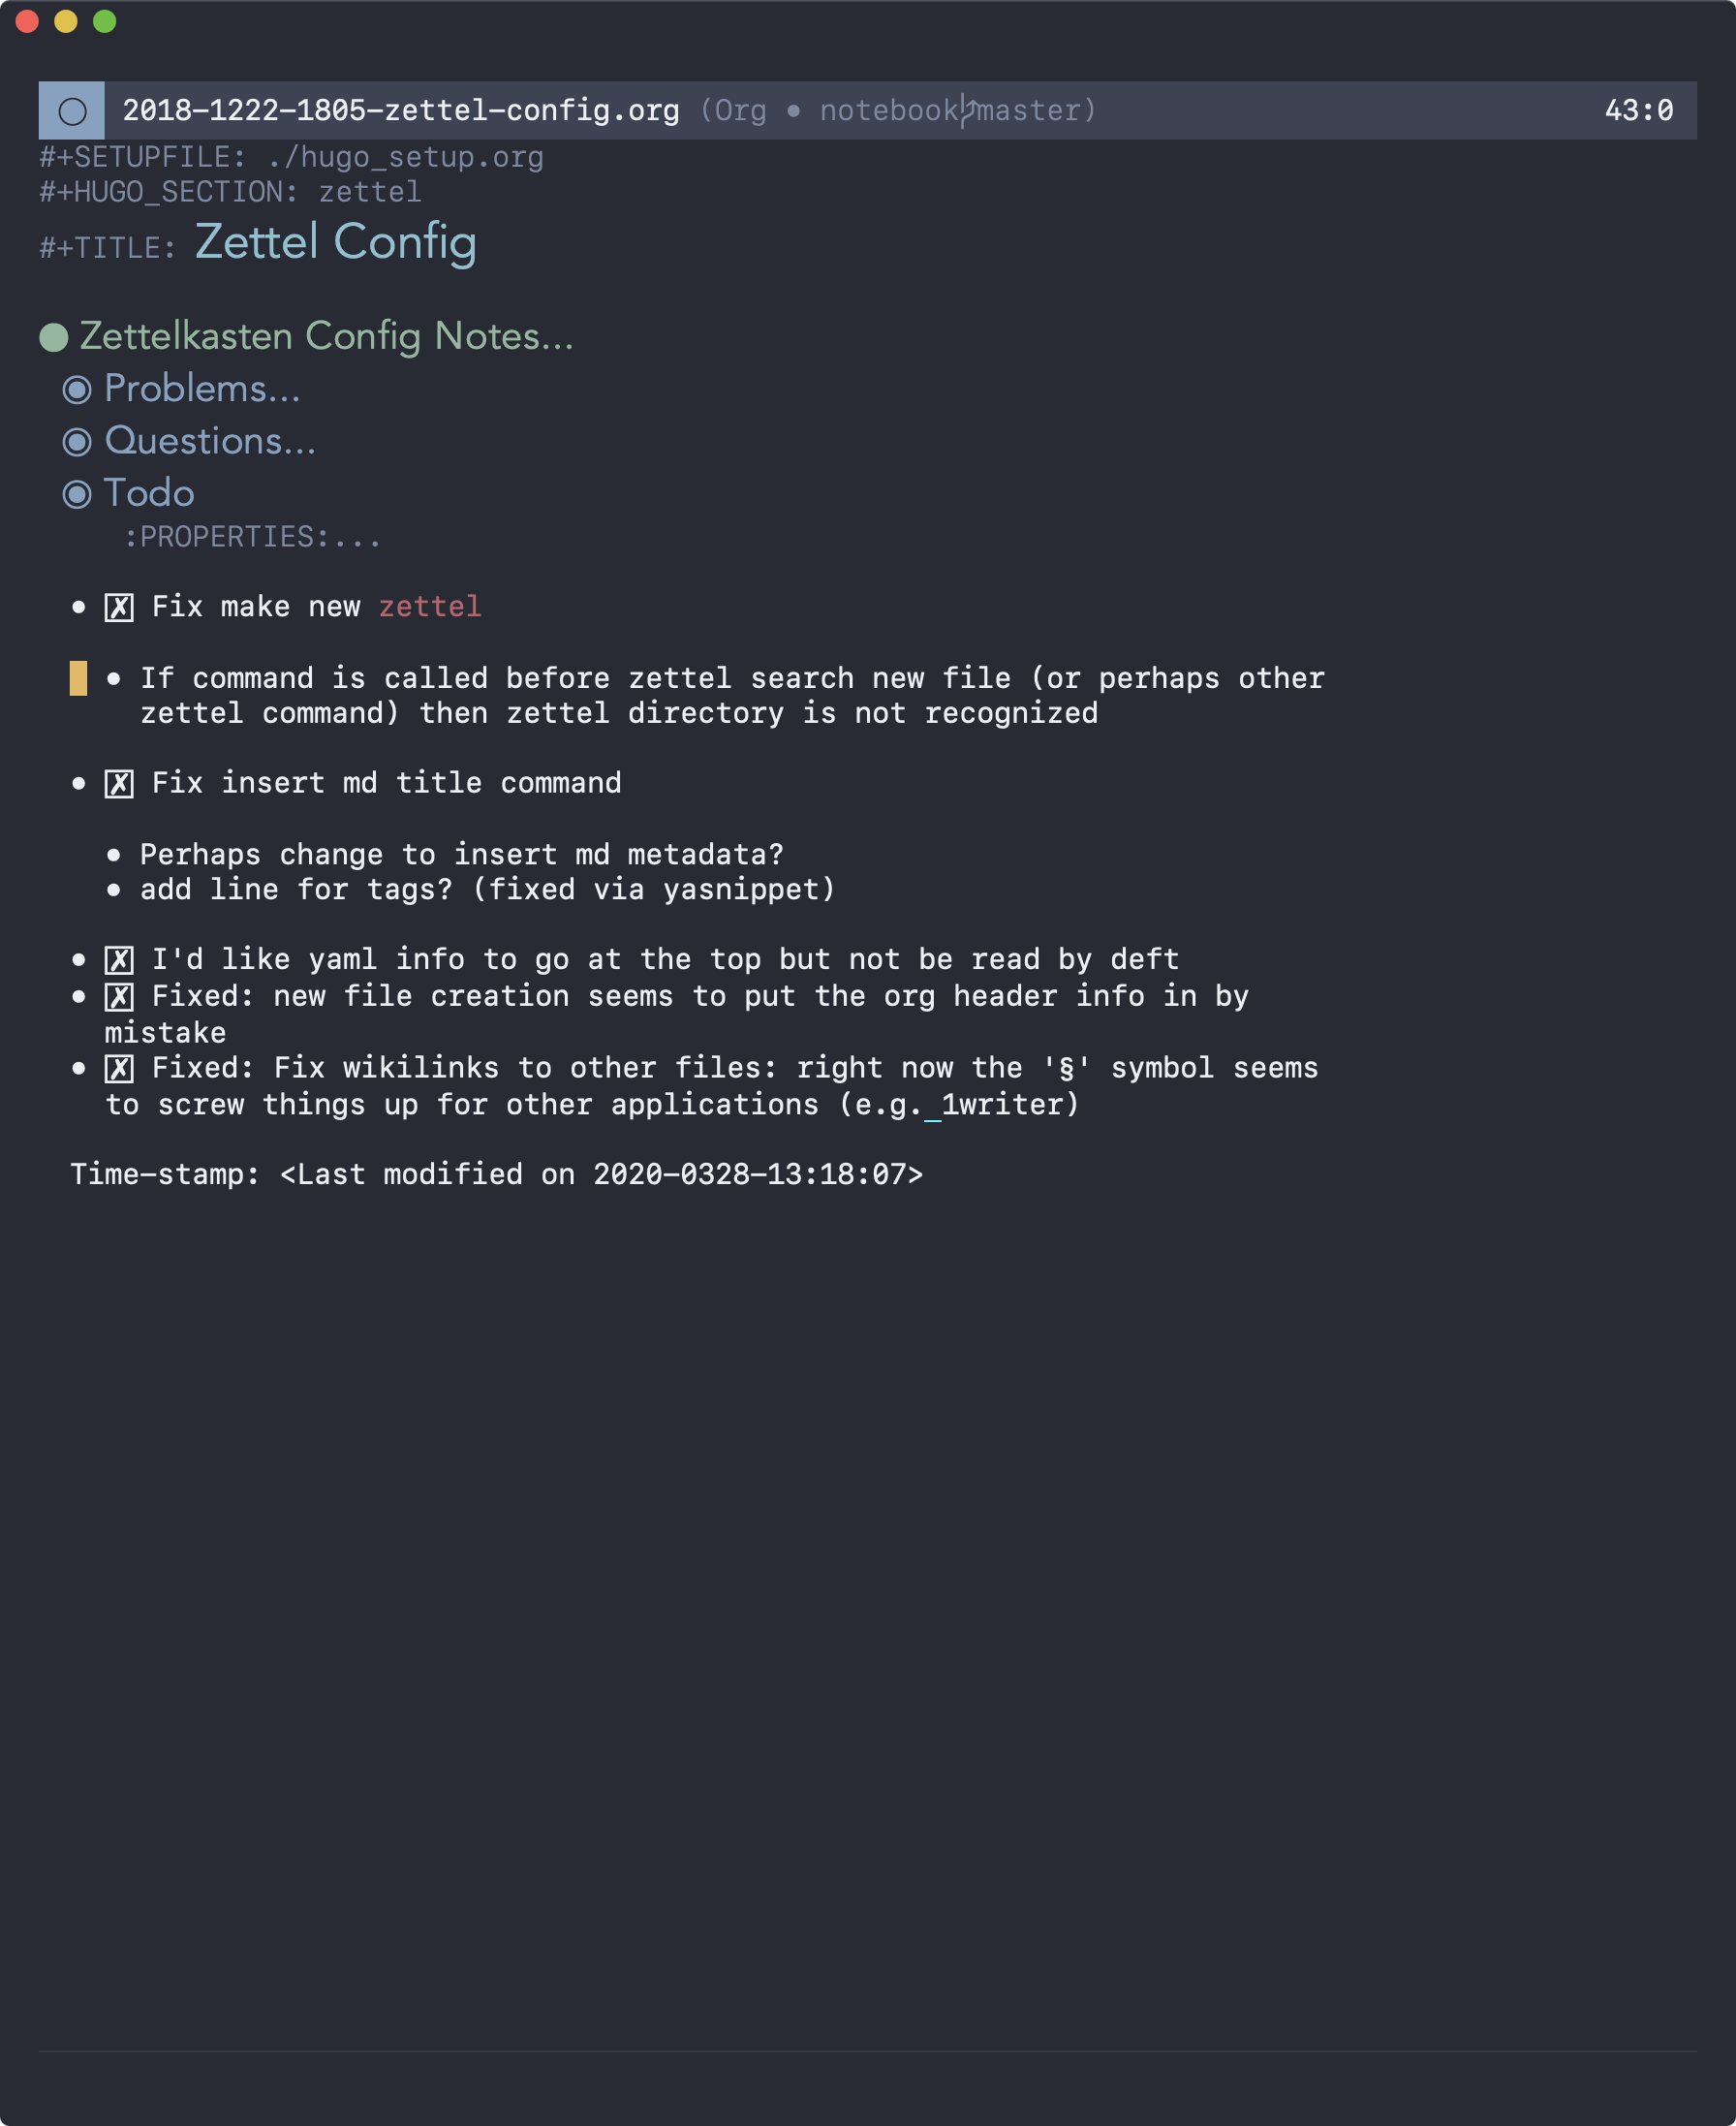 2018-1222-1805-zettel-config.org (Org • notebook master) 43:0
#+SETUPFILE: ./hugo_setup.org
#+HUGO_SECTION: zettel
#+TITLE: Zettel Config
● Zettelkasten Config Notes...
◉ Problems...
◉ Questions...
◉ Todo
:PROPERTIES:...
• ☒ Fix make new zettel
• If command is called before zettel search new file (or perhaps other
zettel command) then zettel directory is not recognized
• ☒ Fix insert md title command
• Perhaps change to insert md metadata?
• add line for tags? (fixed via yasnippet)
• ☒ I'd like yaml info to go at the top but not be read by deft
• ☒ Fixed: new file creation seems to put the org header info in by
mistake
• ☒ Fixed: Fix wikilinks to other files: right now the '§' symbol seems
to screw things up for other applications (e.g. 1writer)
Time-stamp: <Last modified on 2020-0328-13:18:07>